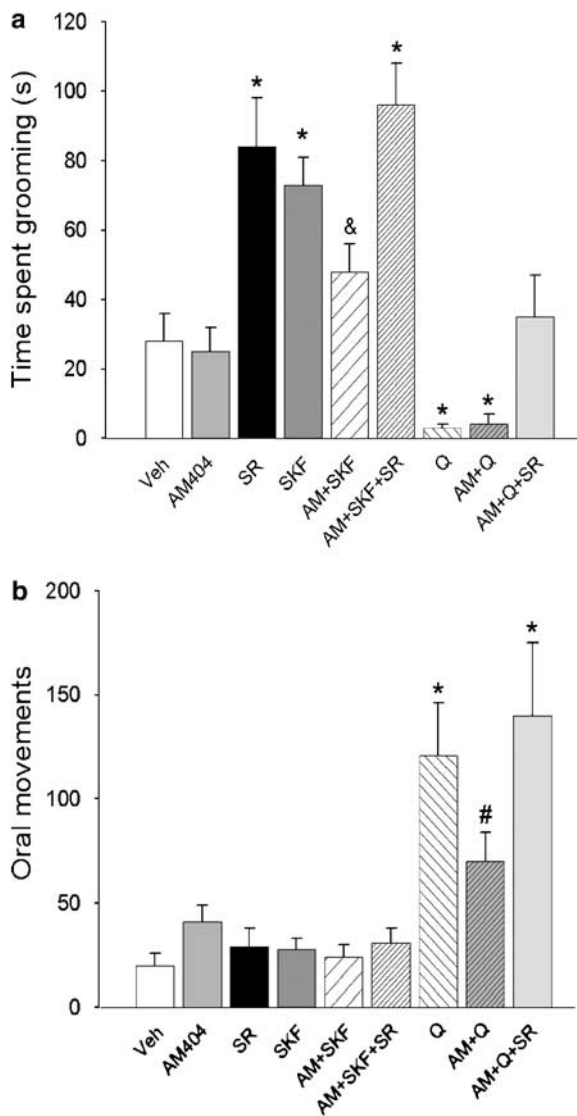 a
Time spent grooming (s)
120
100
80
60
40
20
0
* * & * * *
Veh AM404 SR SKF AM+SKF AM+SKF+SR Q AM+Q AM+Q+SR
b
Oral movements
200
150
100
50
0
* # *
Veh AM404 SR SKF AM+SKF AM+SKF+SR Q AM+Q AM+Q+SR